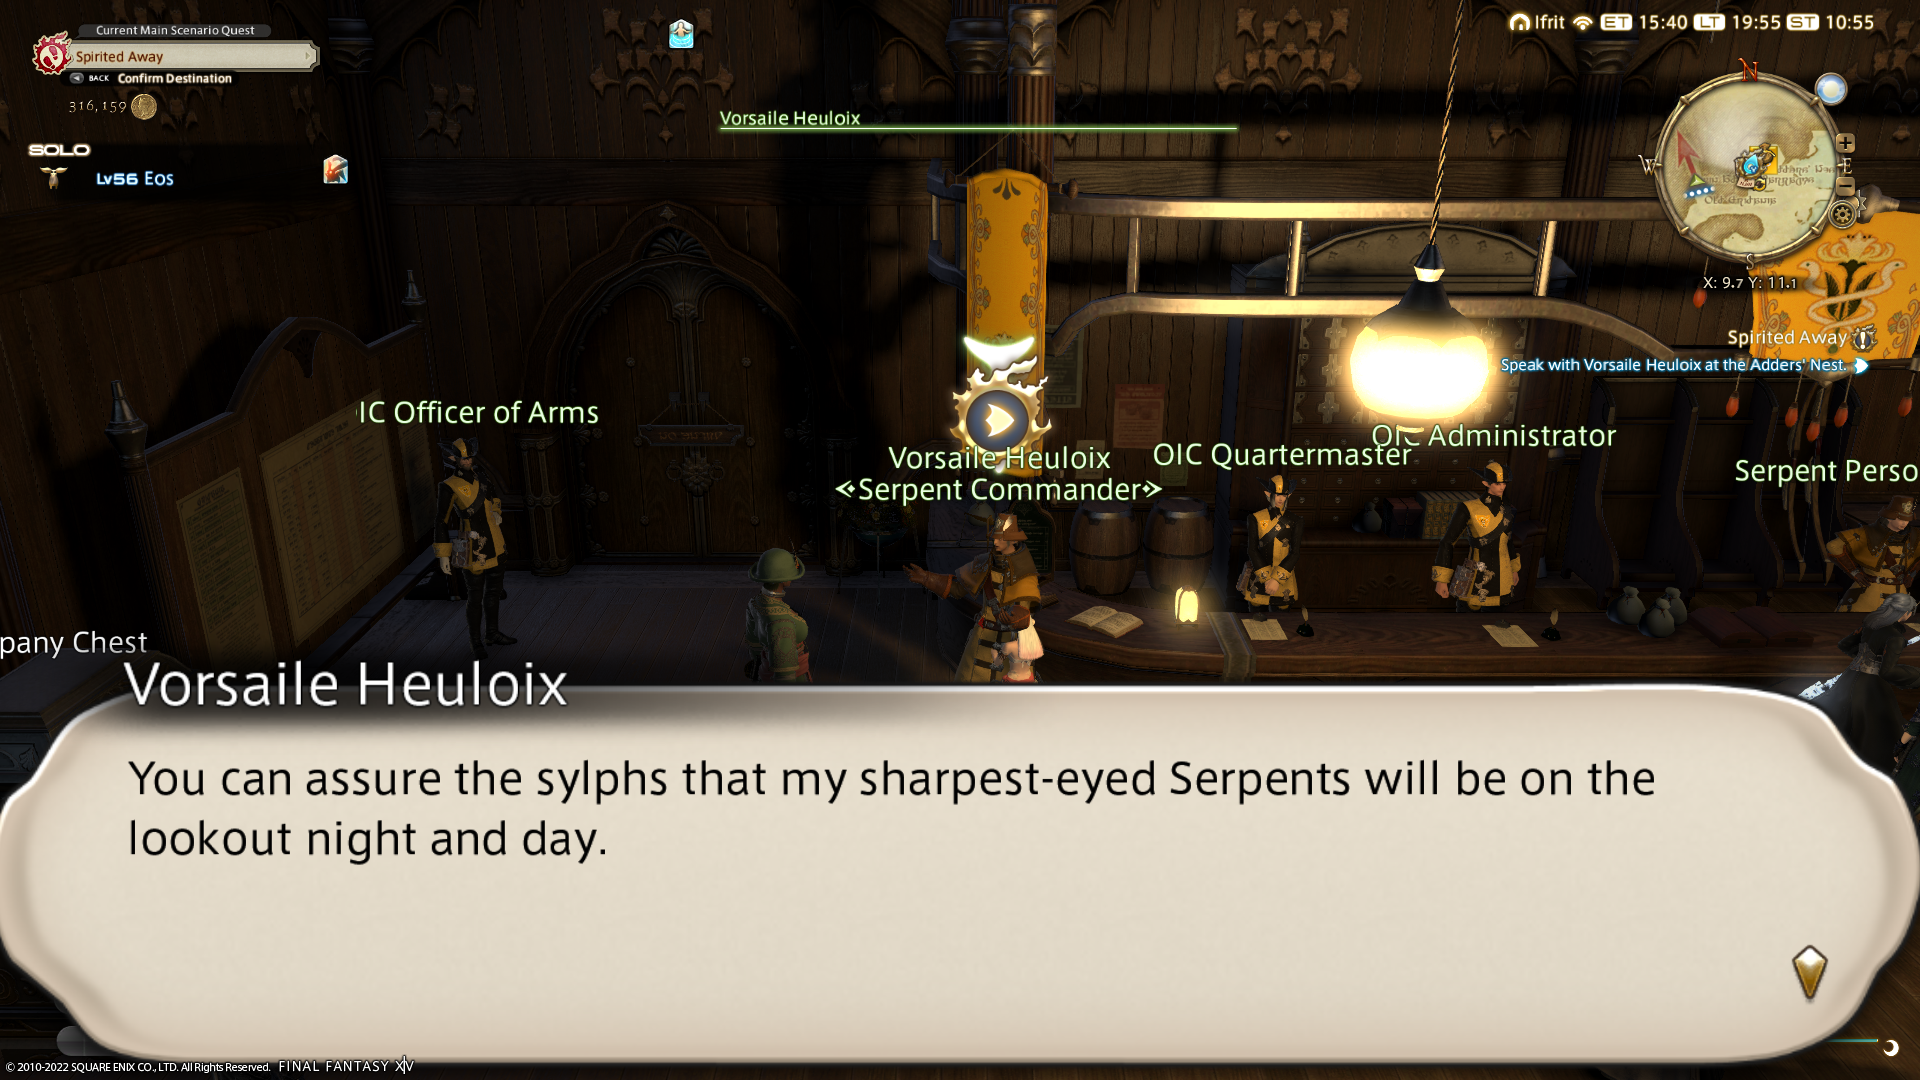 Current Main Scenario Quest
Spirited Away
BACK Confirm Destination
316,159
SOLO
Lv56 Eos
Vorsaile Heuloix
Ifrit ET 15:40 LT 19:55 ST 10:55
N
W
E
S
X: 9.7 Y: 11.1
Spirited Away
Speak with Vorsaile Heuloix at the Adders' Nest.
IC Officer of Arms
Vorsaile Heuloix
Serpent Commander
OIC Quartermaster
OIC Administrator
Serpent Perso
pany Chest
Vorsaile Heuloix
You can assure the sylphs that my sharpest-eyed Serpents will be on the
lookout night and day.
© 2010-2022 SQUARE ENIX CO., LTD. All Rights Reserved. FINAL FANTASY XIV